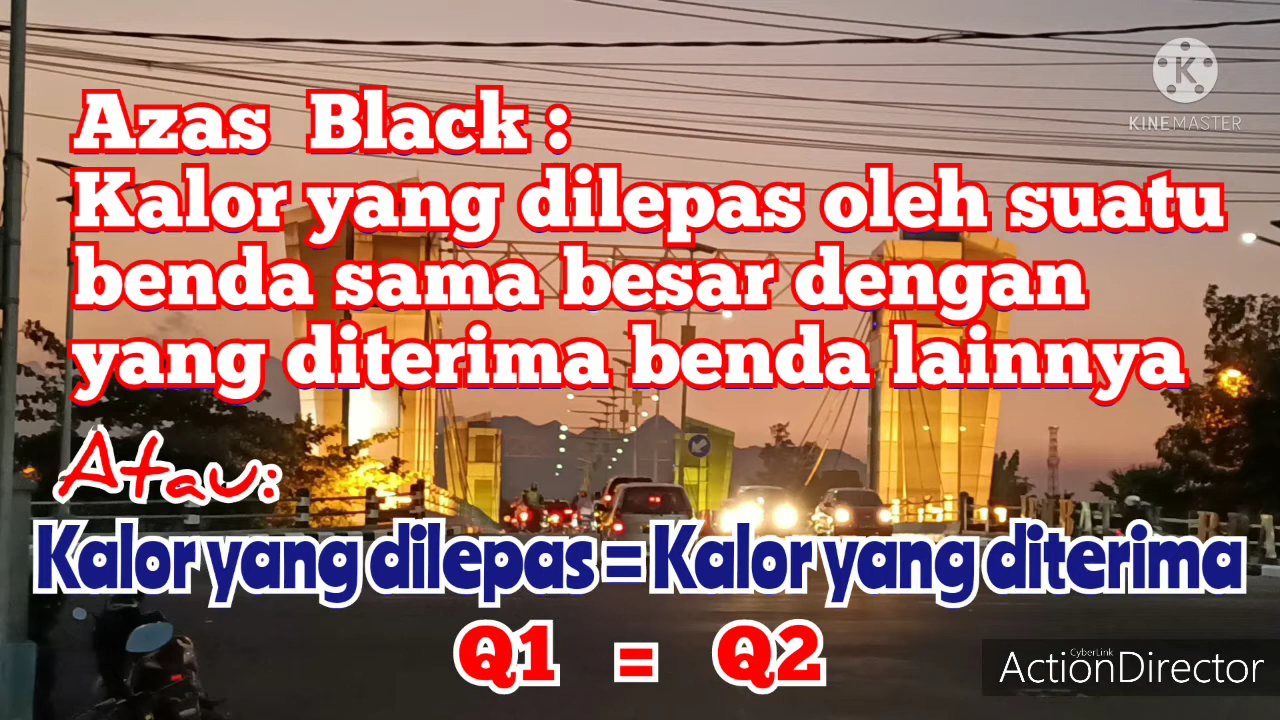 KINEMASTER
Azas Black :
Kalor yang dilepas oleh suatu
benda sama besar dengan
yang diterima benda lainnya
Atau:
Kalor yang dilepas = Kalor yang diterima
Q1 = Q2
CyberLink
ActionDirector